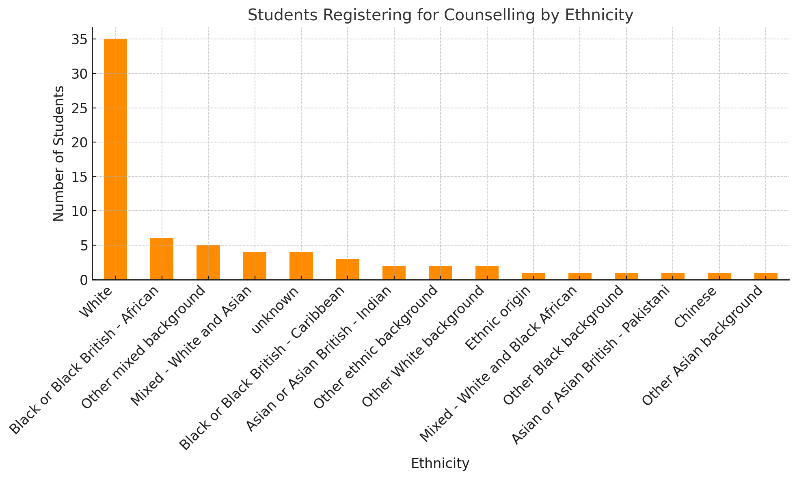 Students Registering for Counselling by Ethnicity
Number of Students
35
30
25
20
15
10
5
0
White
Black or Black British - African
Other mixed background
Mixed - White and Asian
unknown
Black or Black British - Caribbean
Asian or Asian British - Indian
Other ethnic background
Other White background
Ethnic origin
Mixed - White and Black African
Other Black background
Asian or Asian British - Pakistani
Chinese
Other Asian background
Ethnicity